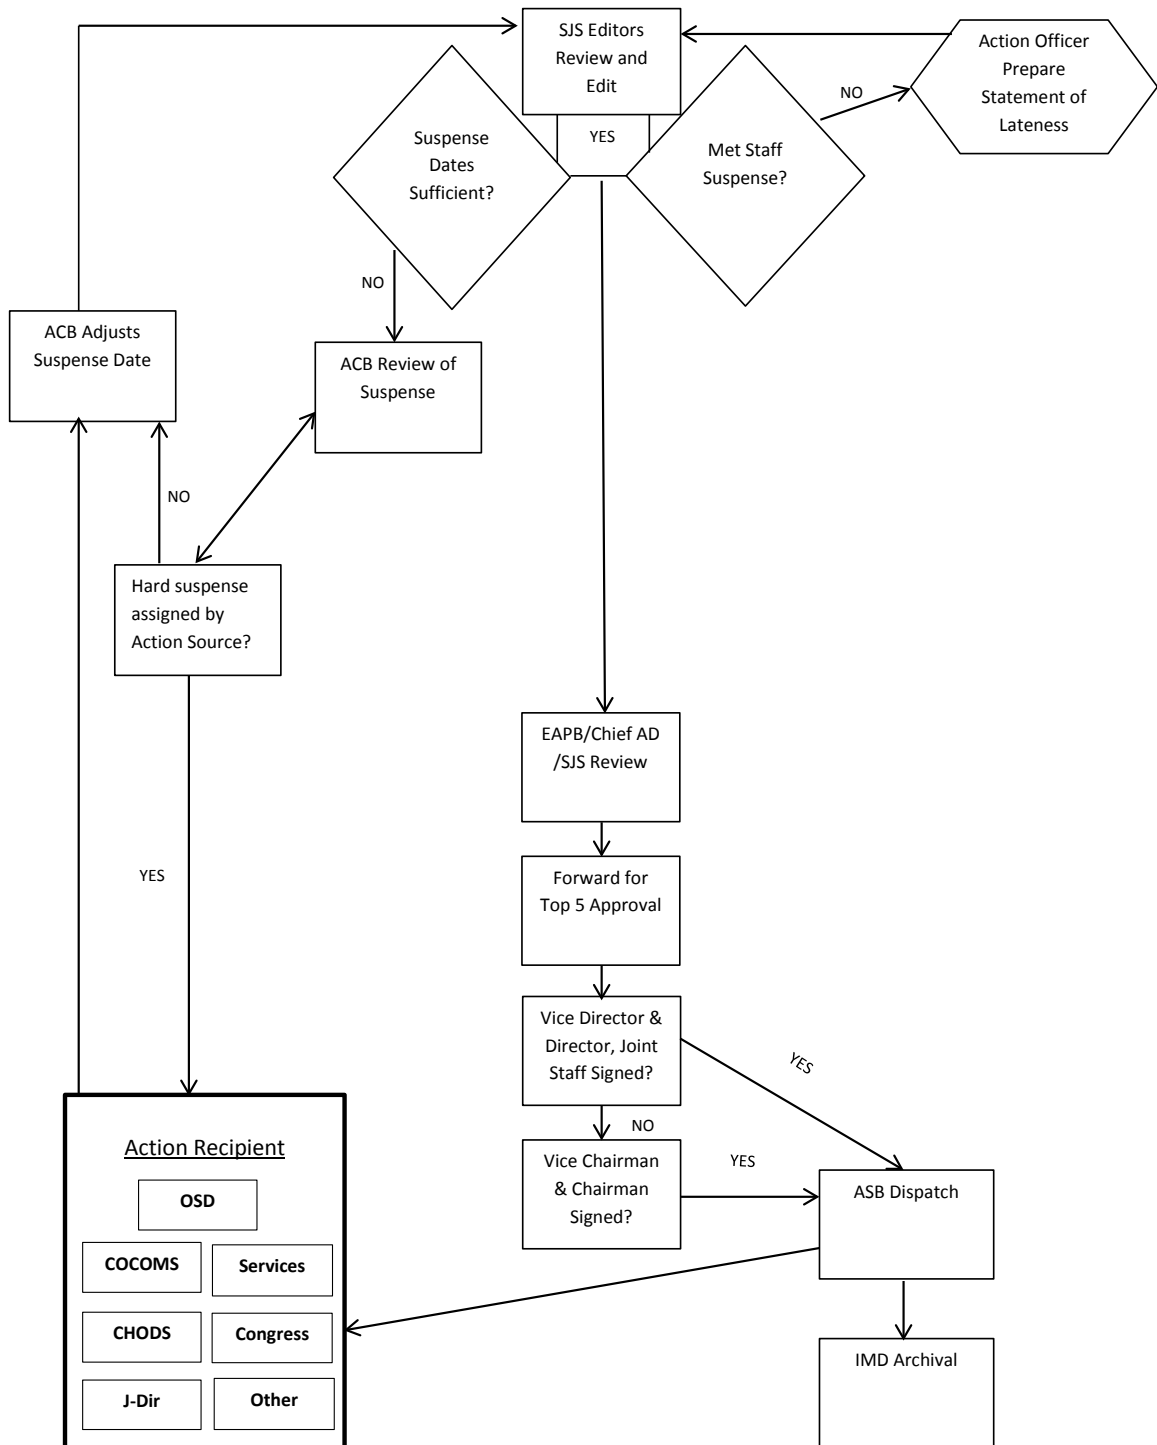 SJS Editors
Review and
Edit
Action Officer
Prepare
Statement of
Lateness
NO
YES
Suspense
Dates
Sufficient?
Met Staff
Suspense?
NO
ACB Adjusts
Suspense Date
ACB Review of
Suspense
NO
Hard suspense
assigned by
Action Source?
EAPB/Chief AD
/SJS Review
YES
Forward for
Top 5 Approval
Vice Director &
Director, Joint
Staff Signed?
YES
NO
Vice Chairman
& Chairman
Signed?
YES
ASB Dispatch
Action Recipient
OSD
COCOMS
Services
CHODS
Congress
J-Dir
Other
IMD Archival